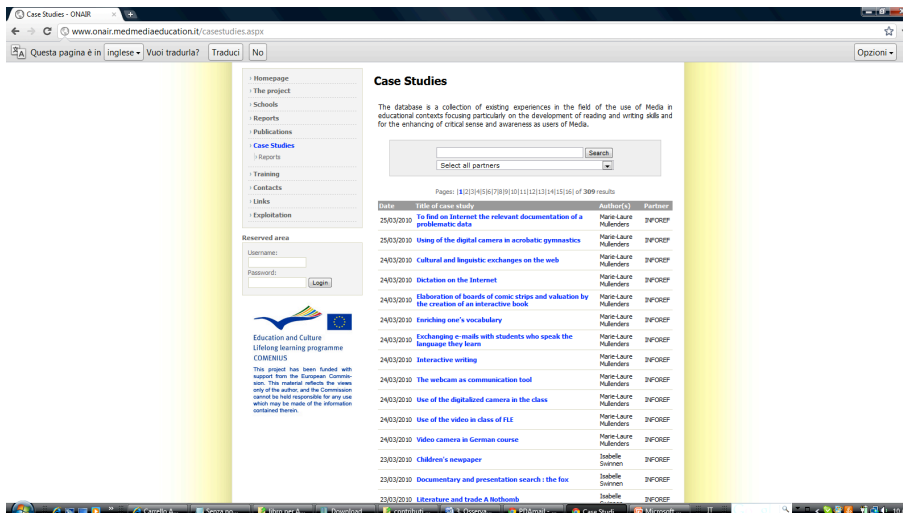 Case Studies - ONAIR
www.onair.medmediaeducation.it/casestudies.aspx
Questa pagina è in inglese Vuoi tradurla? Traduci No Opzioni
Homepage
The project
Schools
Reports
Publications
Case Studies
Reports
Training
Contacts
Links
Exploitation
Reserved area
Username:
Password:
Login
Education and Culture
Lifelong learning programme
COMENIUS
This project has been funded with
support from the European Commis-
sion. This material reflects the views
only of the author, and the Commission
cannot be held responsible for any use
which may be made of the information
contained therein.
Case Studies
The database is a collection of existing experiences in the field of the use of Media in
educational contexts focusing particularly on the development of reading and writing skills and
for the enhancing of critical sense and awareness as users of Media.
Search
Select all partners
Pages: |1|2|3|4|5|6|7|8|9|10|11|12|13|14|15|16| of 309 results
Date Title of case study Author(s) Partner
25/03/2010 To find on Internet the relevant documentation of a problematic data Marie-Laure Mullenders INFOREF
25/03/2010 Using of the digital camera in acrobatic gymnastics Marie-Laure Mullenders INFOREF
24/03/2010 Cultural and linguistic exchanges on the web Marie-Laure Mullenders INFOREF
24/03/2010 Dictation on the Internet Marie-Laure Mullenders INFOREF
24/03/2010 Elaboration of boards of comic strips and valuation by the creation of an interactive book Marie-Laure Mullenders INFOREF
24/03/2010 Enriching one's vocabulary Marie-Laure Mullenders INFOREF
24/03/2010 Exchanging e-mails with students who speak the language they learn Marie-Laure Mullenders INFOREF
24/03/2010 Interactive writing Marie-Laure Mullenders INFOREF
24/03/2010 The webcam as communication tool Marie-Laure Mullenders INFOREF
24/03/2010 Use of the digitalized camera in the class Marie-Laure Mullenders INFOREF
24/03/2010 Use of the video in class of FLE Marie-Laure Mullenders INFOREF
24/03/2010 Video camera in German course Marie-Laure Mullenders INFOREF
23/03/2010 Children's newpaper Isabelle Swinnen INFOREF
23/03/2010 Documentary and presentation search : the fox Isabelle Swinnen INFOREF
23/03/2010 Literature and trade A Nothomb Isabelle INFOREF
Senza no... libro per A... Download contributi... Osserva... PDAmail - ... Case Studi... Microsoft ... IT